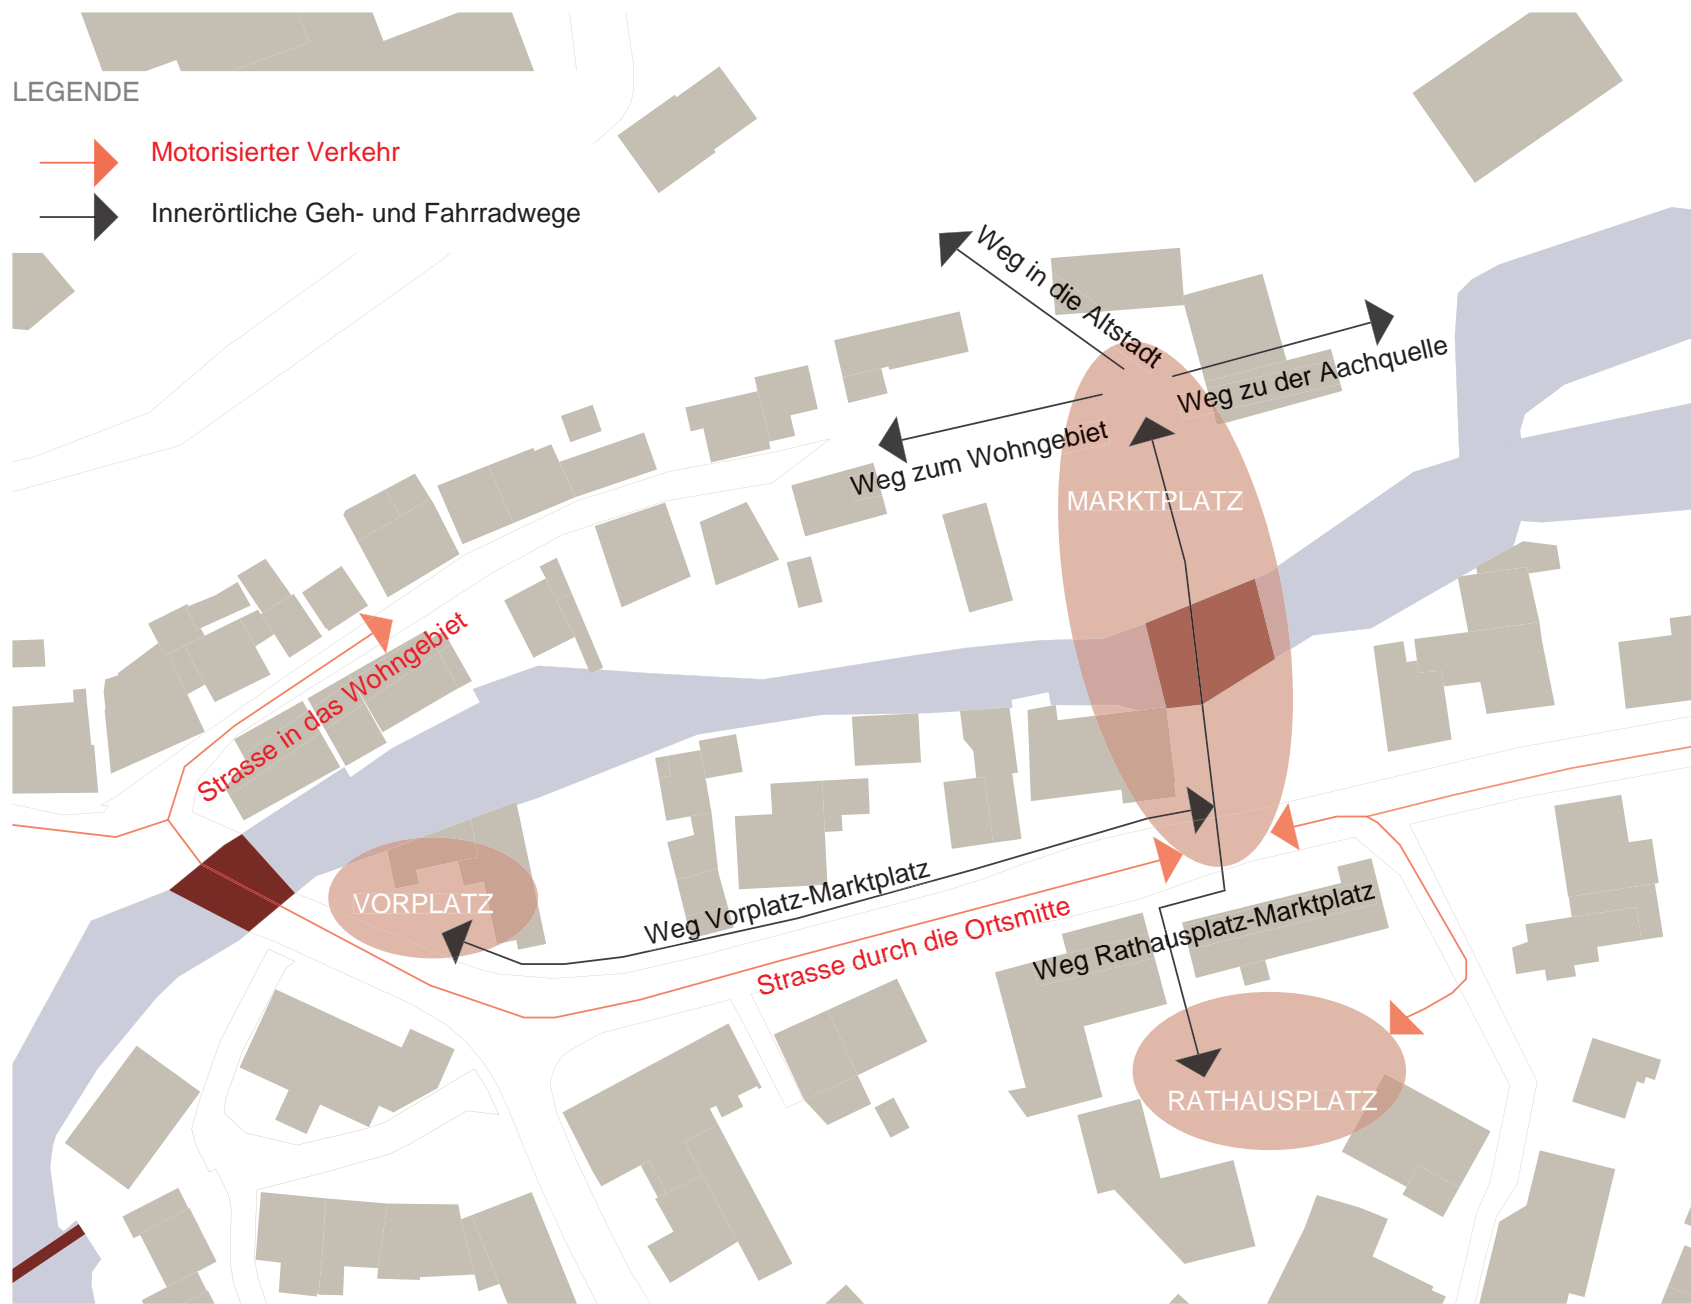 LEGENDE
Motorisierter Verkehr
Innerörtliche Geh- und Fahrradwege
Weg in die Altstadt
Weg zu der Aachquelle
Weg zum Wohngebiet
MARKTPLATZ
Strasse in das Wohngebiet
VORPLATZ
Weg Vorplatz-Marktplatz
Strasse durch die Ortsmitte
Weg Rathausplatz-Marktplatz
RATHAUSPLATZ